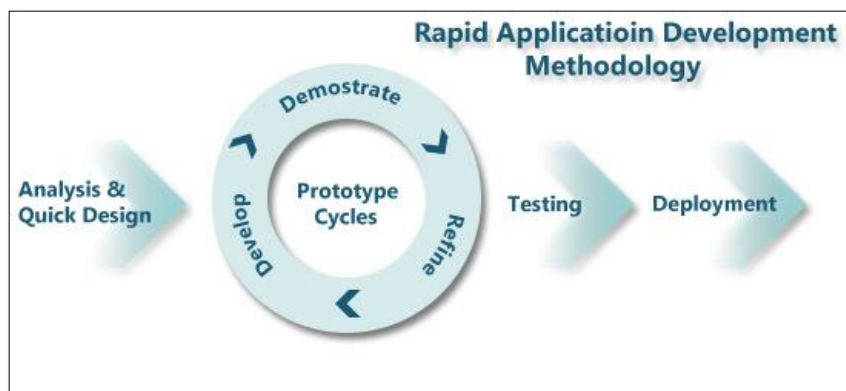 Rapid Applicatioin Development
Methodology
Analysis &
Quick Design
Demostrate
Develop
Refine
Prototype
Cycles
Testing
Deployment